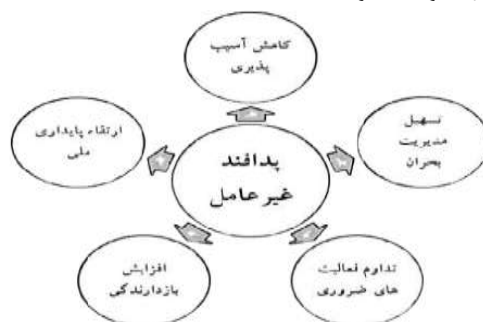 کاهش آسیب
پذیری
تسهیل
مدیریت
بحران
ارتقاء پایداری
ملی
پدافند
غیرعامل
تداوم فعالیت
های ضروری
افزایش
بازدارندگی